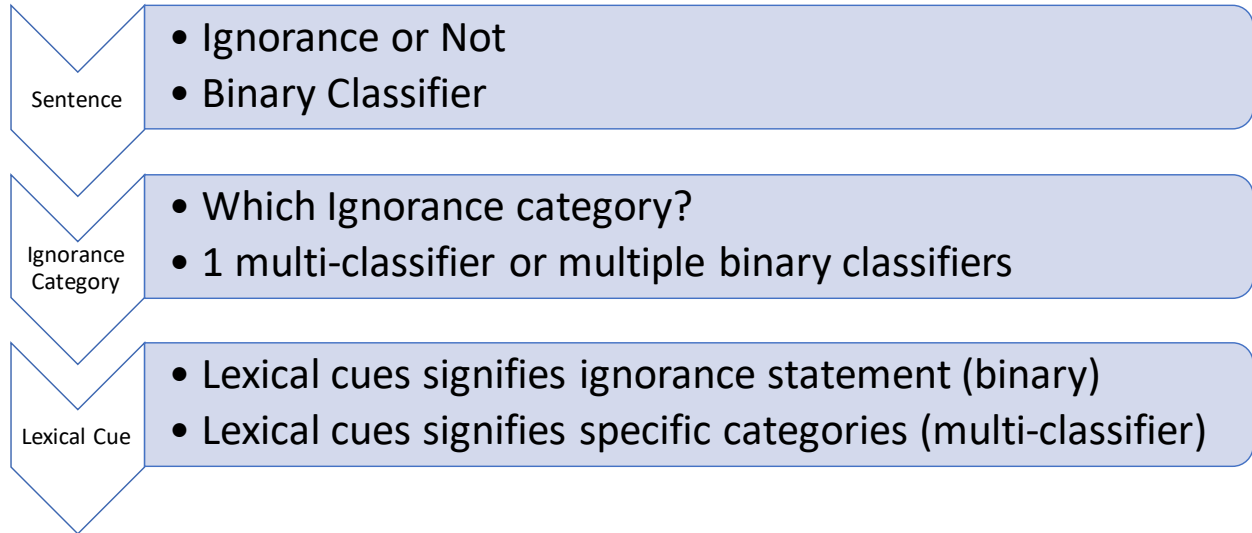 Sentence
• Ignorance or Not
• Binary Classifier
Ignorance
Category
• Which Ignorance category?
• 1 multi-classifier or multiple binary classifiers
Lexical Cue
• Lexical cues signifies ignorance statement (binary)
• Lexical cues signifies specific categories (multi-classifier)